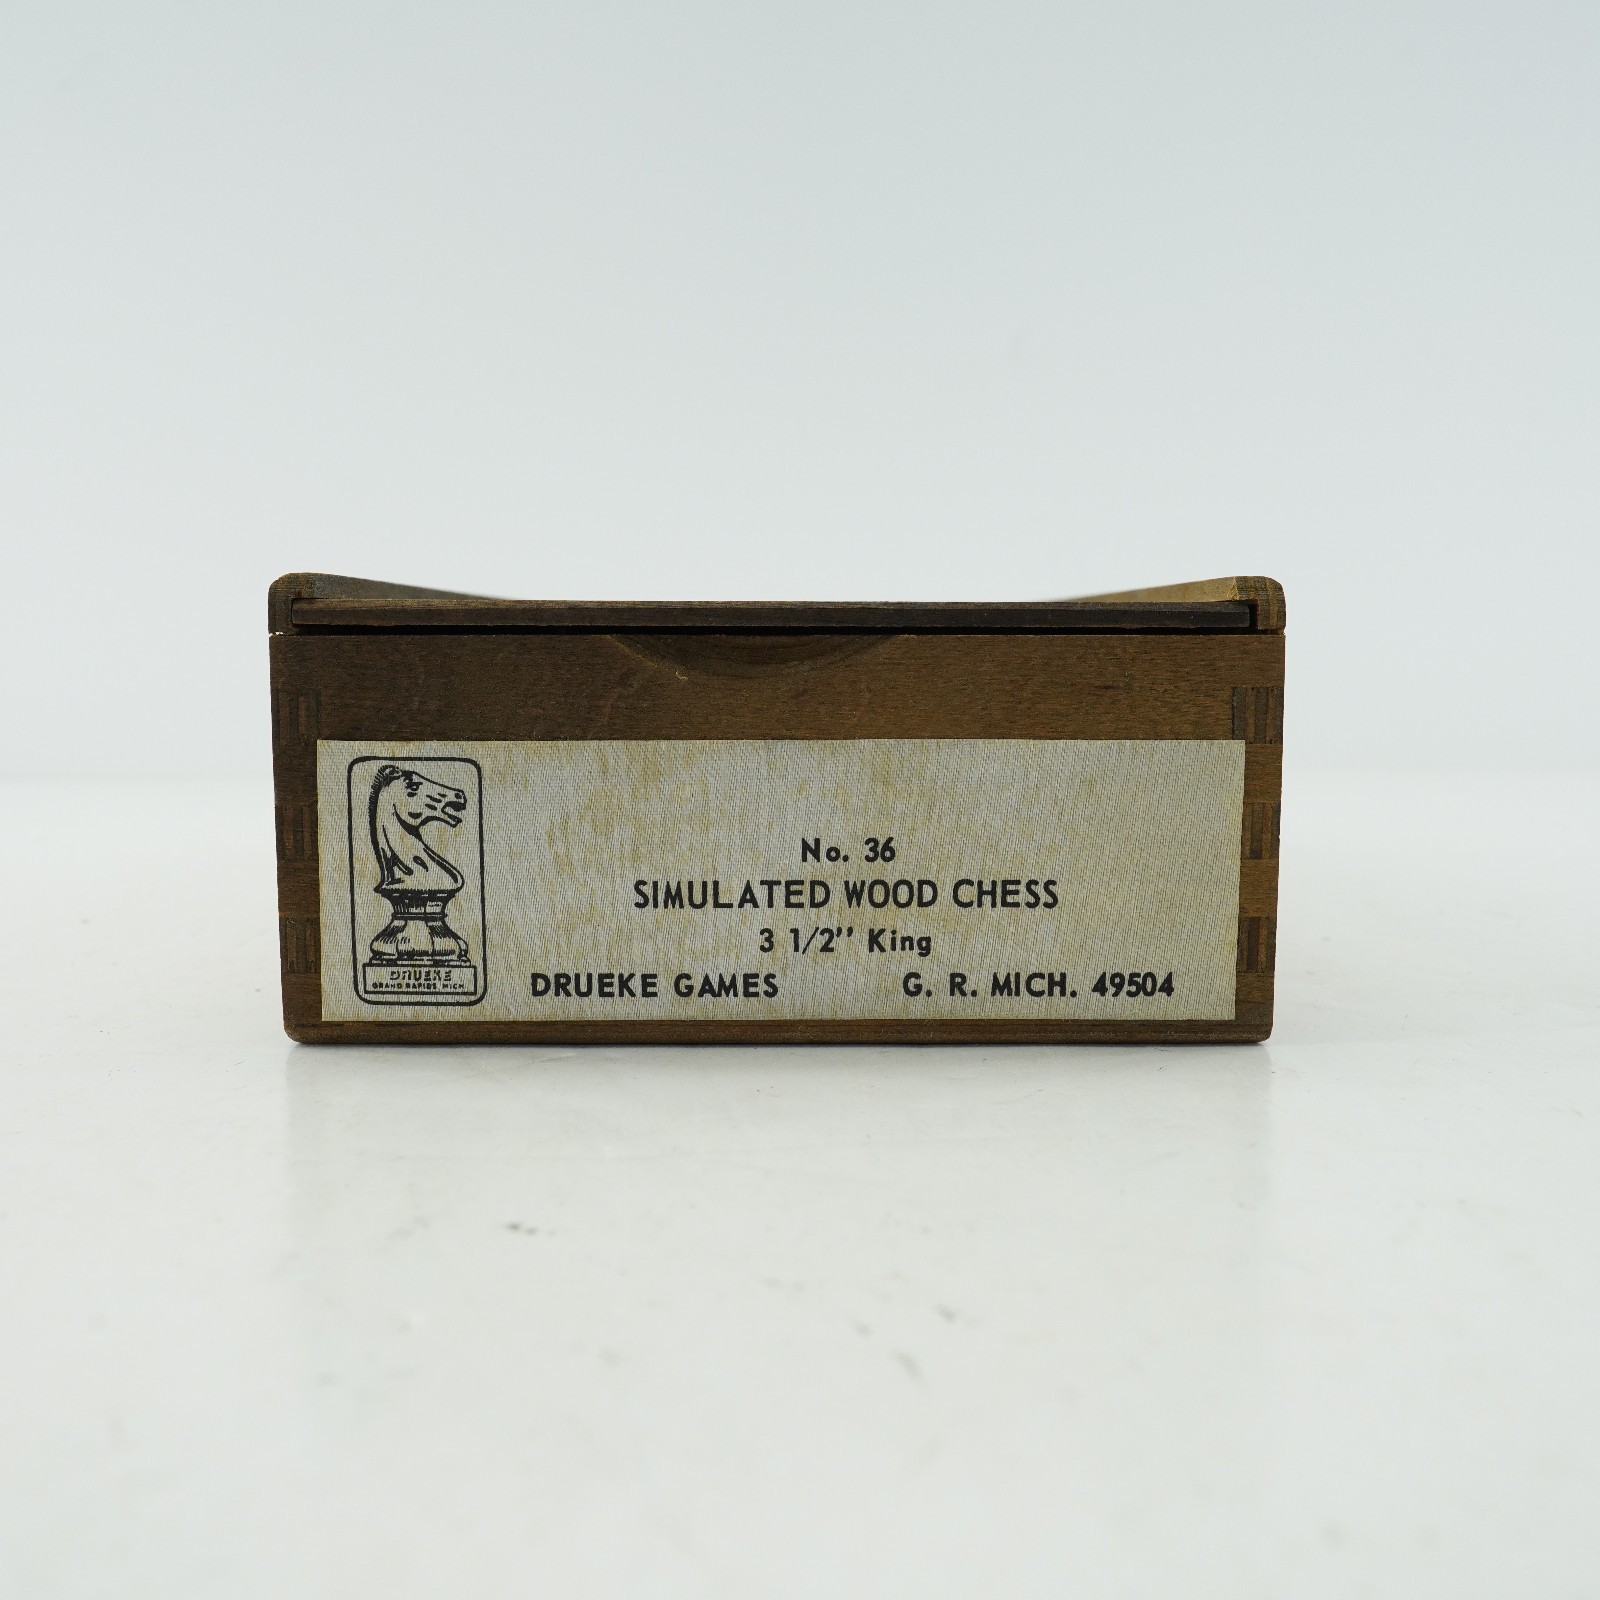 No. 36
SIMULATED WOOD CHESS
3 1/2" King
DRUEKE GAMES G. R. MICH. 49504
DRUEKE
GRAND RAPIDS, MICH.